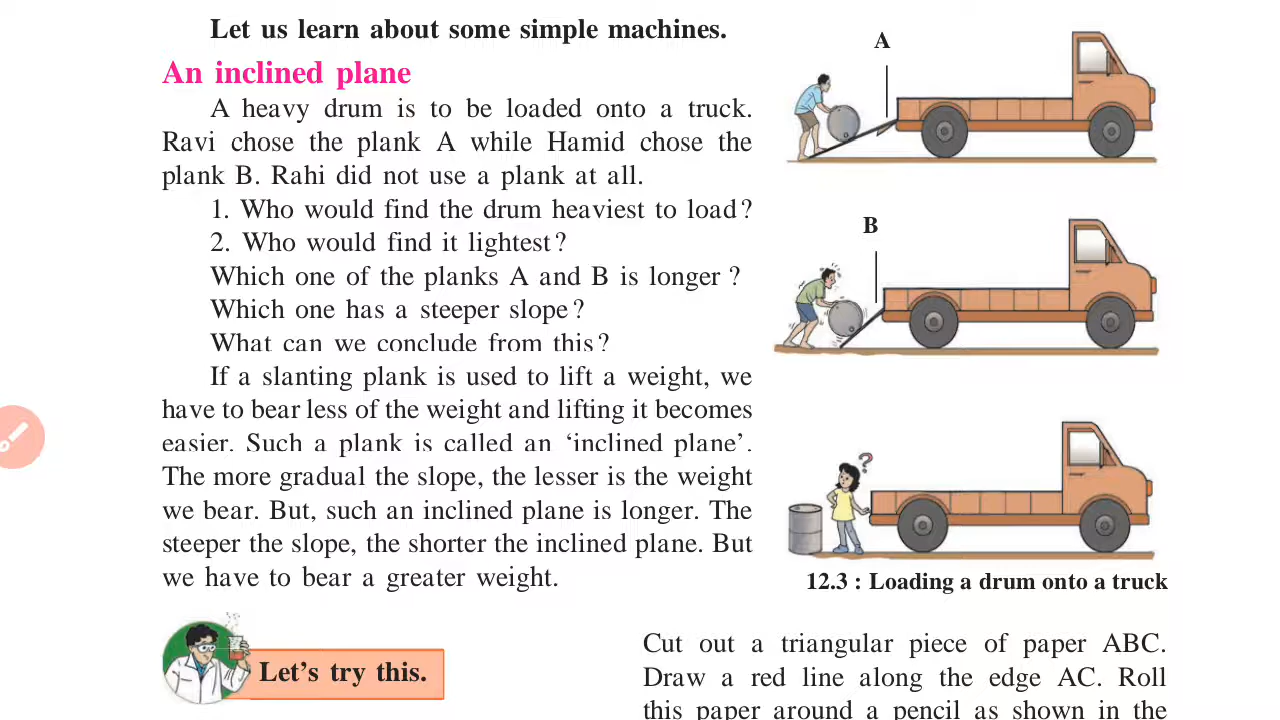 Let us learn about some simple machines.
An inclined plane
A heavy drum is to be loaded onto a truck.
Ravi chose the plank A while Hamid chose the
plank B. Rahi did not use a plank at all.
1. Who would find the drum heaviest to load?
2. Who would find it lightest?
Which one of the planks A and B is longer ?
Which one has a steeper slope?
What can we conclude from this?
If a slanting plank is used to lift a weight, we
have to bear less of the weight and lifting it becomes
easier. Such a plank is called an ‘inclined plane’.
The more gradual the slope, the lesser is the weight
we bear. But, such an inclined plane is longer. The
steeper the slope, the shorter the inclined plane. But
we have to bear a greater weight.
A
B
?
12.3 : Loading a drum onto a truck
Let’s try this.
Cut out a triangular piece of paper ABC.
Draw a red line along the edge AC. Roll
this paper around a pencil as shown in the